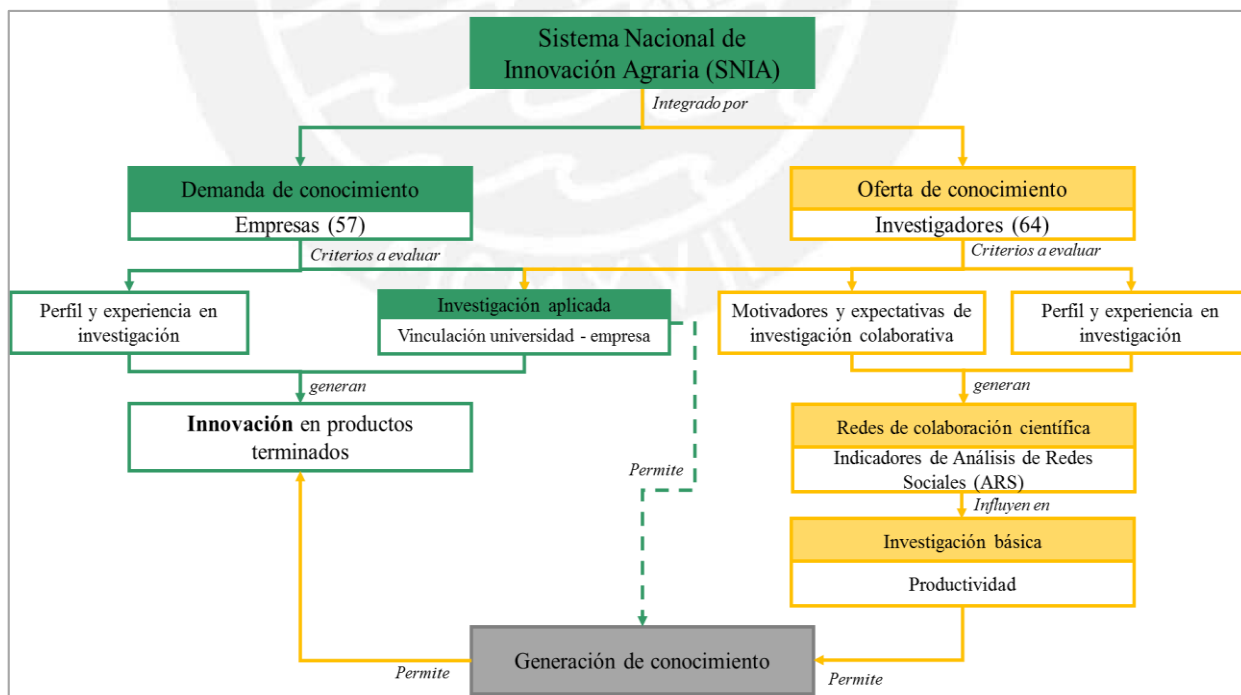 Sistema Nacional de
Innovación Agraria (SNIA)
Integrado por
Demanda de conocimiento
Empresas (57)
Oferta de conocimiento
Investigadores (64)
Criterios a evaluar
Criterios a evaluar
Perfil y experiencia en
investigación
Investigación aplicada
Vinculación universidad - empresa
Motivadores y expectativas de
investigación colaborativa
Perfil y experiencia en
investigación
generan
generan
Innovación en productos
terminados
Redes de colaboración científica
Indicadores de Análisis de Redes
Sociales (ARS)
Permite
Influyen en
Investigación básica
Productividad
Generación de conocimiento
Permite
Permite